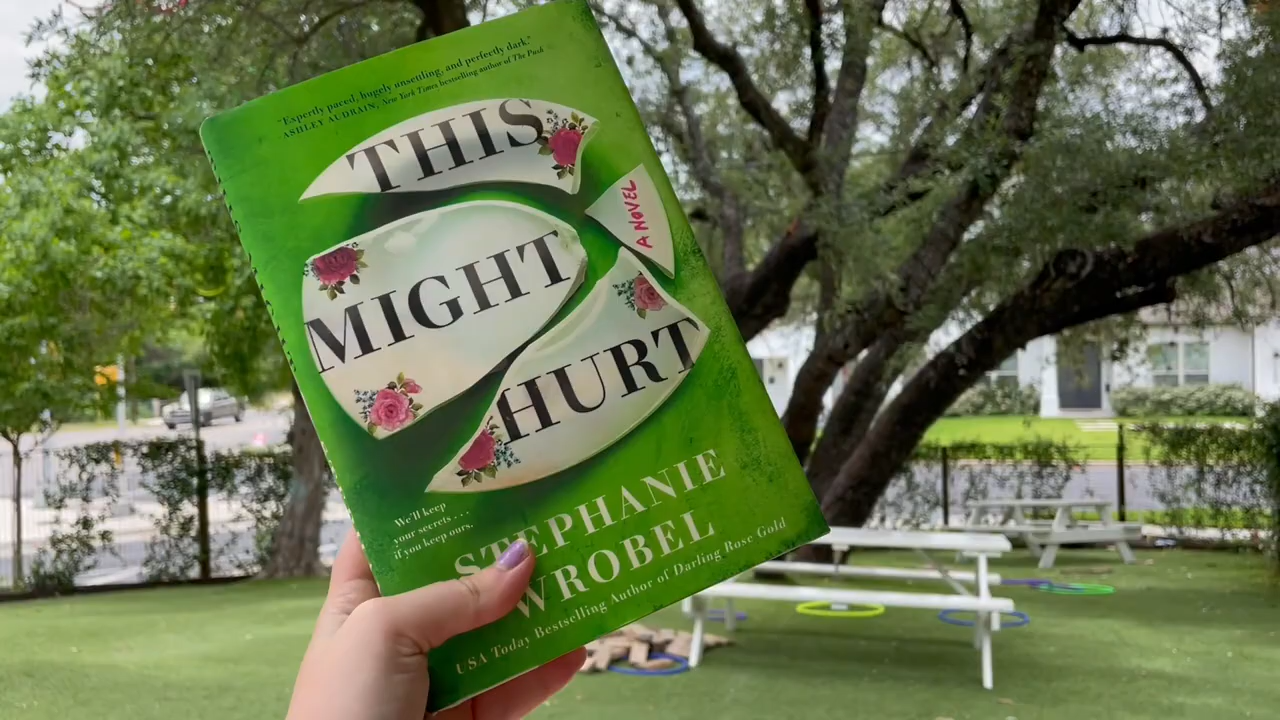 "Expertly paced, hugely unsettling, and perfectly dark."
ASHLEY AUDRAIN, New York Times bestselling author of The Push
THIS
A NOVEL
MIGHT
HURT
We'll keep
your secrets . . .
if you keep ours.
STEPHANIE
WROBEL
USA Today Bestselling Author of Darling Rose Gold